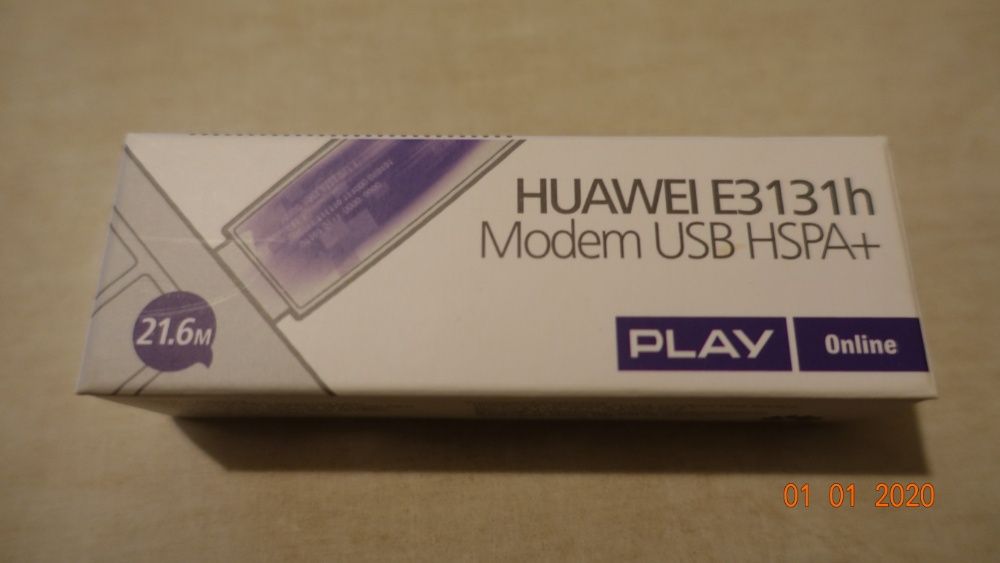 HUAWEI E3131h
Modem USB HSPA+
21.6M
PLAY Online
01 01 2020